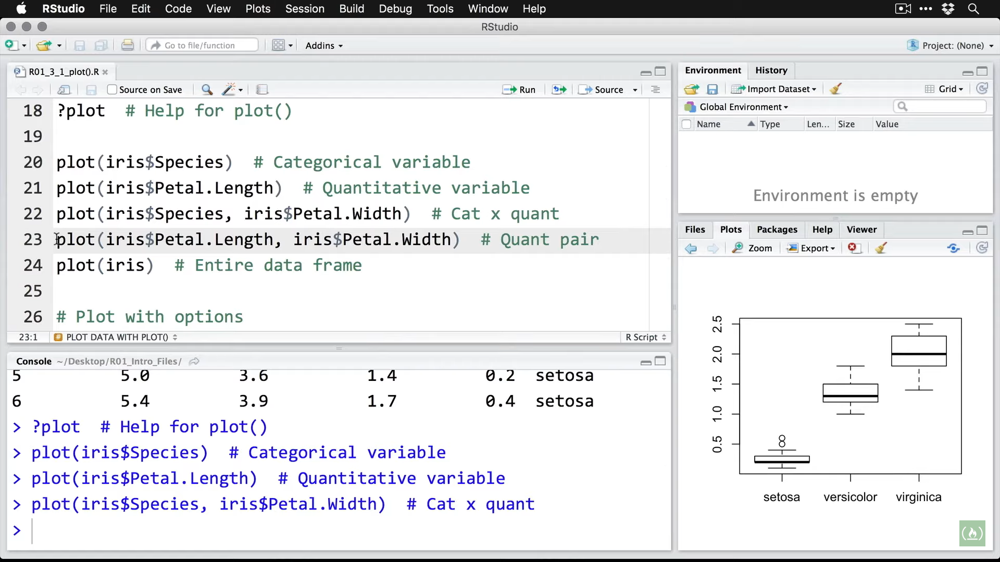 RStudio File Edit Code View Plots Session Build Debug Tools Window Help
RStudio
Go to file/function Addins Project: (None)
R01_3_1_plot().R
Source on Save Run Source
18 ?plot # Help for plot()
19
20 plot(iris$Species) # Categorical variable
21 plot(iris$Petal.Length) # Quantitative variable
22 plot(iris$Species, iris$Petal.Width) # Cat x quant
23 plot(iris$Petal.Length, iris$Petal.Width) # Quant pair
24 plot(iris) # Entire data frame
25
26 # Plot with options
23:1 # PLOT DATA WITH PLOT() R Script
Console ~/Desktop/R01_Intro_Files/
5 5.0 3.6 1.4 0.2 setosa
6 5.4 3.9 1.7 0.4 setosa
> ?plot # Help for plot()
> plot(iris$Species) # Categorical variable
> plot(iris$Petal.Length) # Quantitative variable
> plot(iris$Species, iris$Petal.Width) # Cat x quant
>
Environment History
Import Dataset Grid
Global Environment
Name Type Len... Size Value
Environment is empty
Files Plots Packages Help Viewer
Zoom Export
2.5
2.0
1.5
1.0
0.5
setosa versicolor virginica